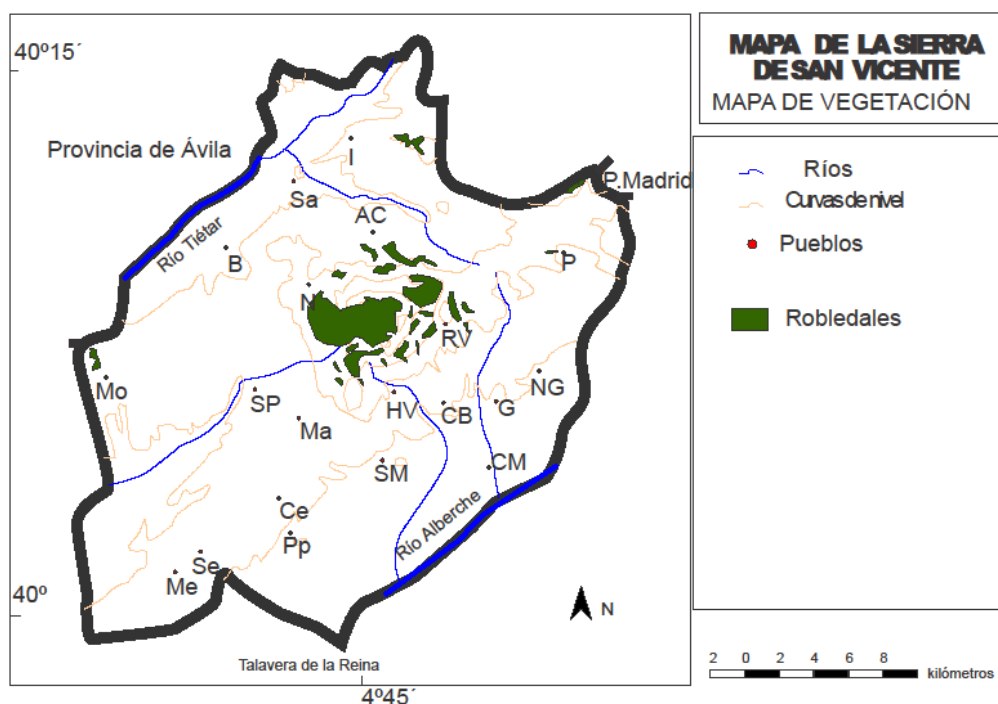 40º15´
Provincia de Ávila
P.Madrid
I
Sa
AC
Río Tiétar
B
P
N
RV
Mo
SP
HV
CB
G
NG
Ma
SM
CM
Ce
Río Alberche
Pp
Se
Me
40º
N
Talavera de la Reina
4º45´
MAPA DE LA SIERRA
DE SAN VICENTE
MAPA DE VEGETACIÓN
Ríos
Curvas de nivel
Pueblos
Robledales
2 0 2 4 6 8
kilómetros